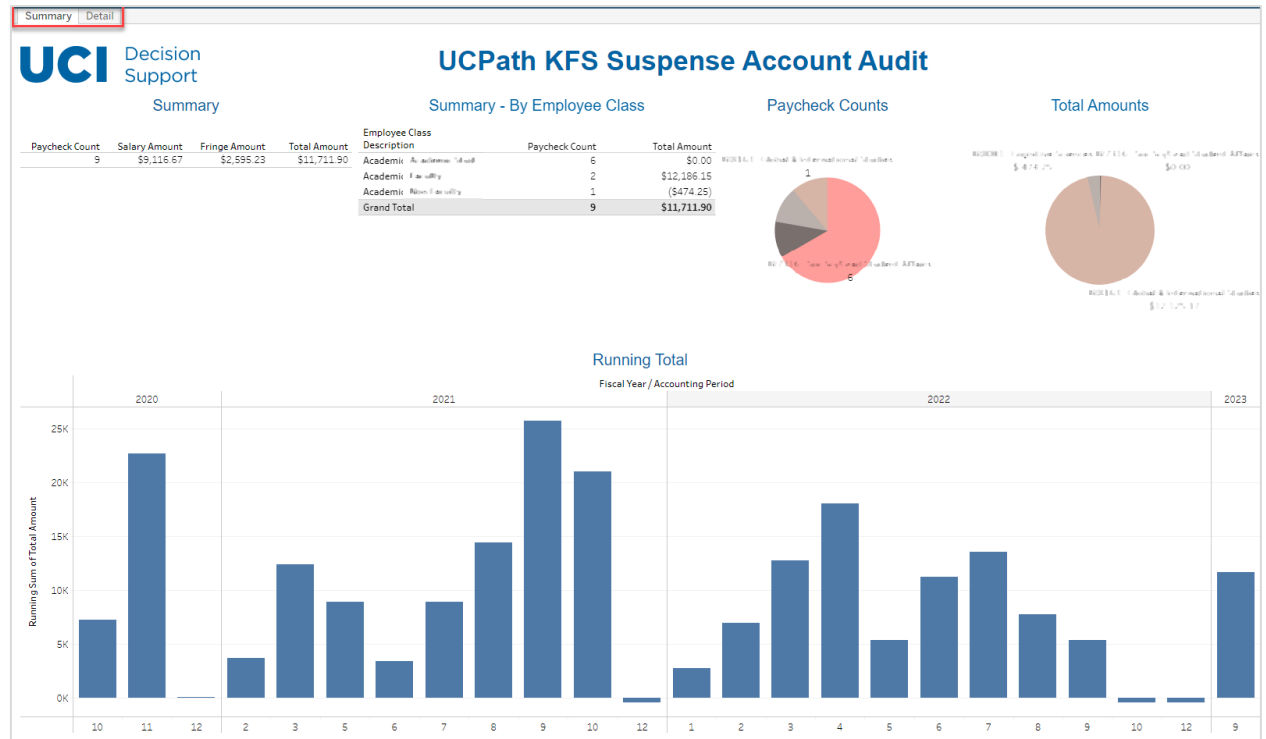 Summary Detail
UCI Decision Support
UCPath KFS Suspense Account Audit
Summary
Paycheck Count Salary Amount Fringe Amount Total Amount
9 $9,116.67 $2,595.23 $11,711.90
Summary - By Employee Class
Employee Class
Description Paycheck Count Total Amount
Academic 6 $0.00
Academic 2 $12,186.15
Academic 1 ($474.25)
Grand Total 9 $11,711.90
Paycheck Counts
1
6
Total Amounts
$0.00
Running Total
Fiscal Year / Accounting Period
2020 2021 2022 2023
Running Sum of Total Amount
25K
20K
15K
10K
5K
0K
10 11 12 2 3 5 6 7 8 9 10 12 1 2 3 4 5 6 7 8 9 10 12 9